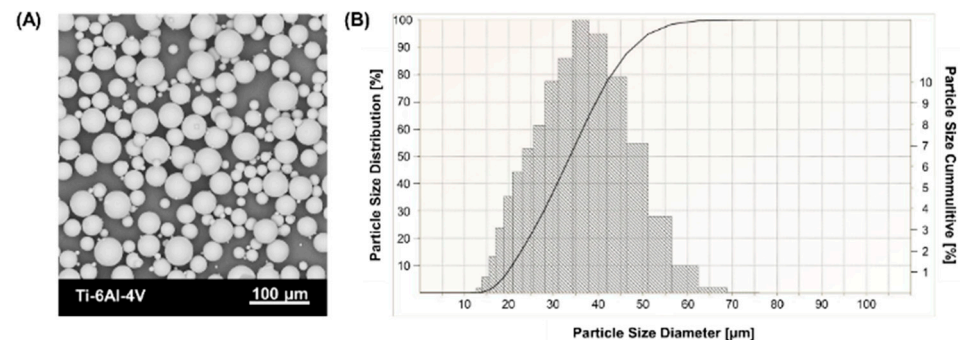 (A)
Ti-6Al-4V
100 µm
(B)
Particle Size Distribution [%]
100
90
80
70
60
50
40
30
20
10
10 20 30 40 50 60 70 80 90 100
Particle Size Diameter [µm]
10
9
8
7
6
5
4
3
2
1
Particle Size Cummulitive [%]